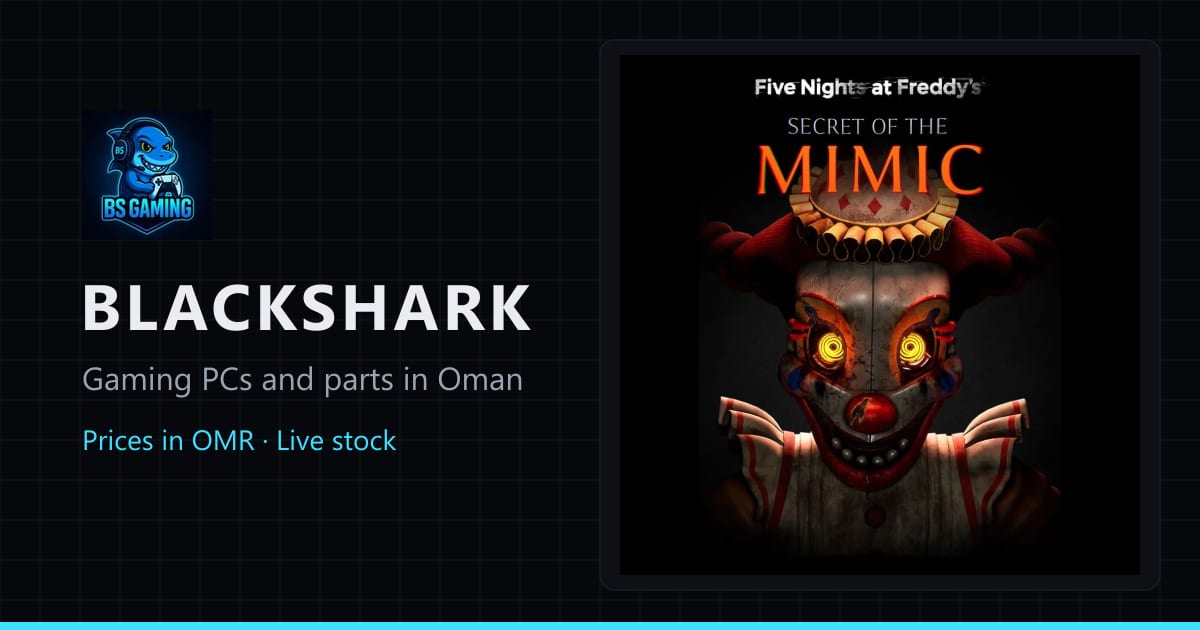 BS
BS GAMING
BLACKSHARK
Gaming PCs and parts in Oman
Prices in OMR · Live stock
Five Nights at Freddy's
SECRET OF THE
MIMIC